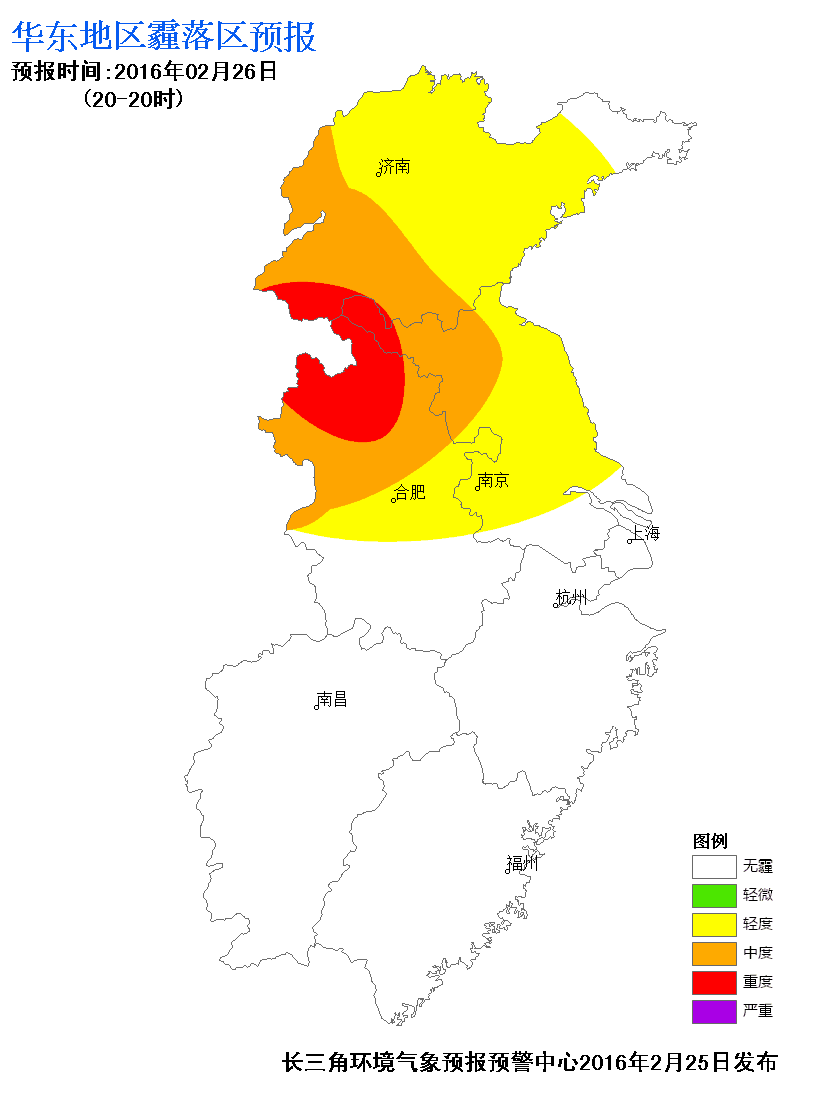 华东地区霾落区预报
预报时间:2016年02月26日
(20-20时)
济南
南京
合肥
上海
杭州
南昌
福州
图例
无霾
轻微
轻度
中度
重度
严重
长三角环境气象预报预警中心2016年2月25日发布